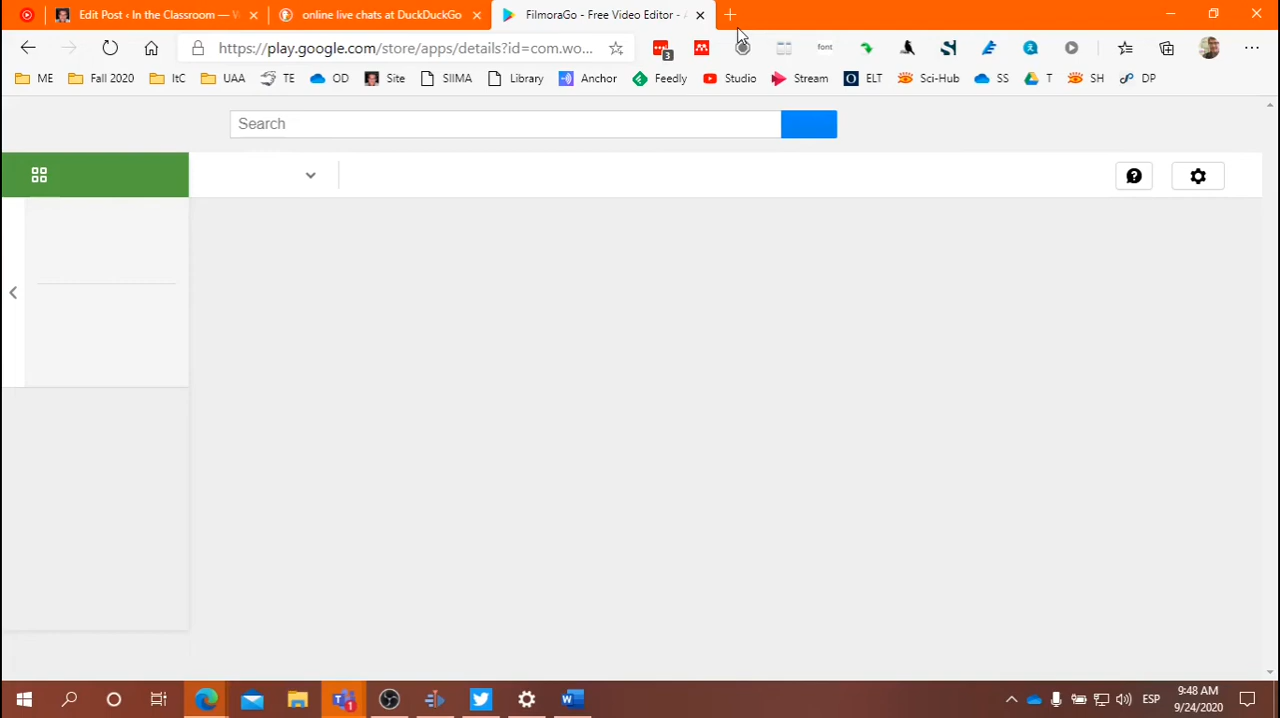 Edit Post ‹ In the Classroom — W
online live chats at DuckDuckGo
FilmoraGo - Free Video Editor -
https://play.google.com/store/apps/details?id=com.wo...
3
font
ME
Fall 2020
ItC
UAA
TE
OD
Site
SIIMA
Library
Anchor
Feedly
Studio
Stream
ELT
Sci-Hub
SS
T
SH
DP
Search
1
ESP
9:48 AM
9/24/2020